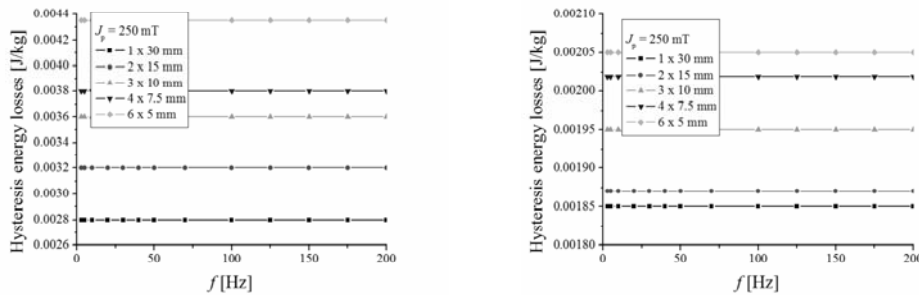 Hysteresis energy losses [J/kg]
0.0044
0.0042
0.0040
0.0038
0.0036
0.0034
0.0032
0.0030
0.0028
0.0026
J_p = 250 mT
1 x 30 mm
2 x 15 mm
3 x 10 mm
4 x 7.5 mm
6 x 5 mm
0 50 100 150 200
f [Hz]
Hysteresis energy losses [J/kg]
0.00210
0.00205
0.00200
0.00195
0.00190
0.00185
0.00180
J_p = 250 mT
1 x 30 mm
2 x 15 mm
3 x 10 mm
4 x 7.5 mm
6 x 5 mm
0 50 100 150 200
f [Hz]